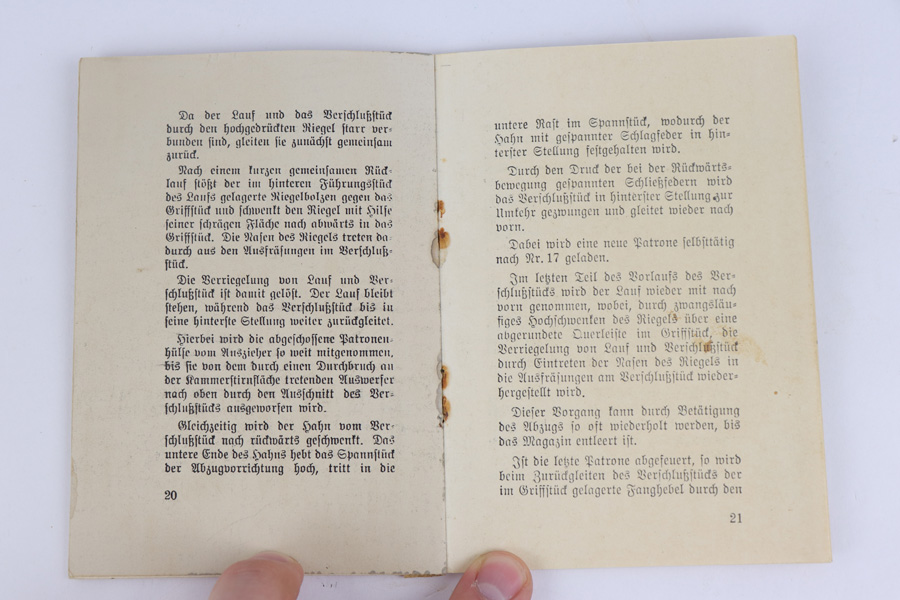 Da der Lauf und das Verschlußstück
durch den hochgedrückten Riegel starr ver-
bunden sind, gleiten sie zunächst gemeinsam
zurück.
Nach einem kurzen gemeinsamen Rück-
lauf stößt der im hinteren Führungsstück
des Laufs gelagerte Riegelbolzen gegen das
Griffstück und schwenkt den Riegel mit Hilfe
seiner schrägen Fläche nach abwärts in das
Griffstück. Die Nasen des Riegels treten da-
durch aus den Ausfräsungen im Verschluß-
stück.
Die Verriegelung von Lauf und Ver-
schlußstück ist damit gelöst. Der Lauf bleibt
stehen, während das Verschlußstück bis in
seine hinterste Stellung weiter zurückgleitet.
Hierbei wird die abgeschossene Patronen-
hülse vom Auszieher so weit mitgenommen,
bis sie von dem durch einen Durchbruch an
der Kammerstirnfläche tretenden Auswerfer
nach oben durch den Ausschnitt des Ver-
schlußstücks ausgeworfen wird.
Gleichzeitig wird der Hahn vom Ver-
schlußstück nach rückwärts geschwenkt. Das
untere Ende des Hahns hebt das Spannstück
der Abzugvorrichtung hoch, tritt in die
20
untere Rast im Spannstück, wodurch der
Hahn mit gespannter Schlagfeder in hin-
terster Stellung festgehalten wird.
Durch den Druck der bei der Rückwärts-
bewegung gespannten Schließfedern wird
das Verschlußstück in hinterster Stellung zur
Umkehr gezwungen und gleitet wieder nach
vorn.
Dabei wird eine neue Patrone selbsttätig
nach Nr. 17 geladen.
Im letzten Teil des Vorlaufs des Ver-
schlußstücks wird der Lauf wieder mit nach
vorn genommen, wobei, durch zwangsläu-
figes Hochschwenken des Riegels über eine
abgerundete Querleiste im Griffstück, die
Verriegelung von Lauf und Verschlußstück
durch Eintreten der Nasen des Riegels in
die Ausfräsungen am Verschlußstück wieder-
hergestellt wird.
Dieser Vorgang kann durch Betätigung
des Abzugs so oft wiederholt werden, bis
das Magazin entleert ist.
Ist die letzte Patrone abgefeuert, so wird
beim Zurückgleiten des Verschlußstücks der
im Griffstück gelagerte Fanghebel durch den
21